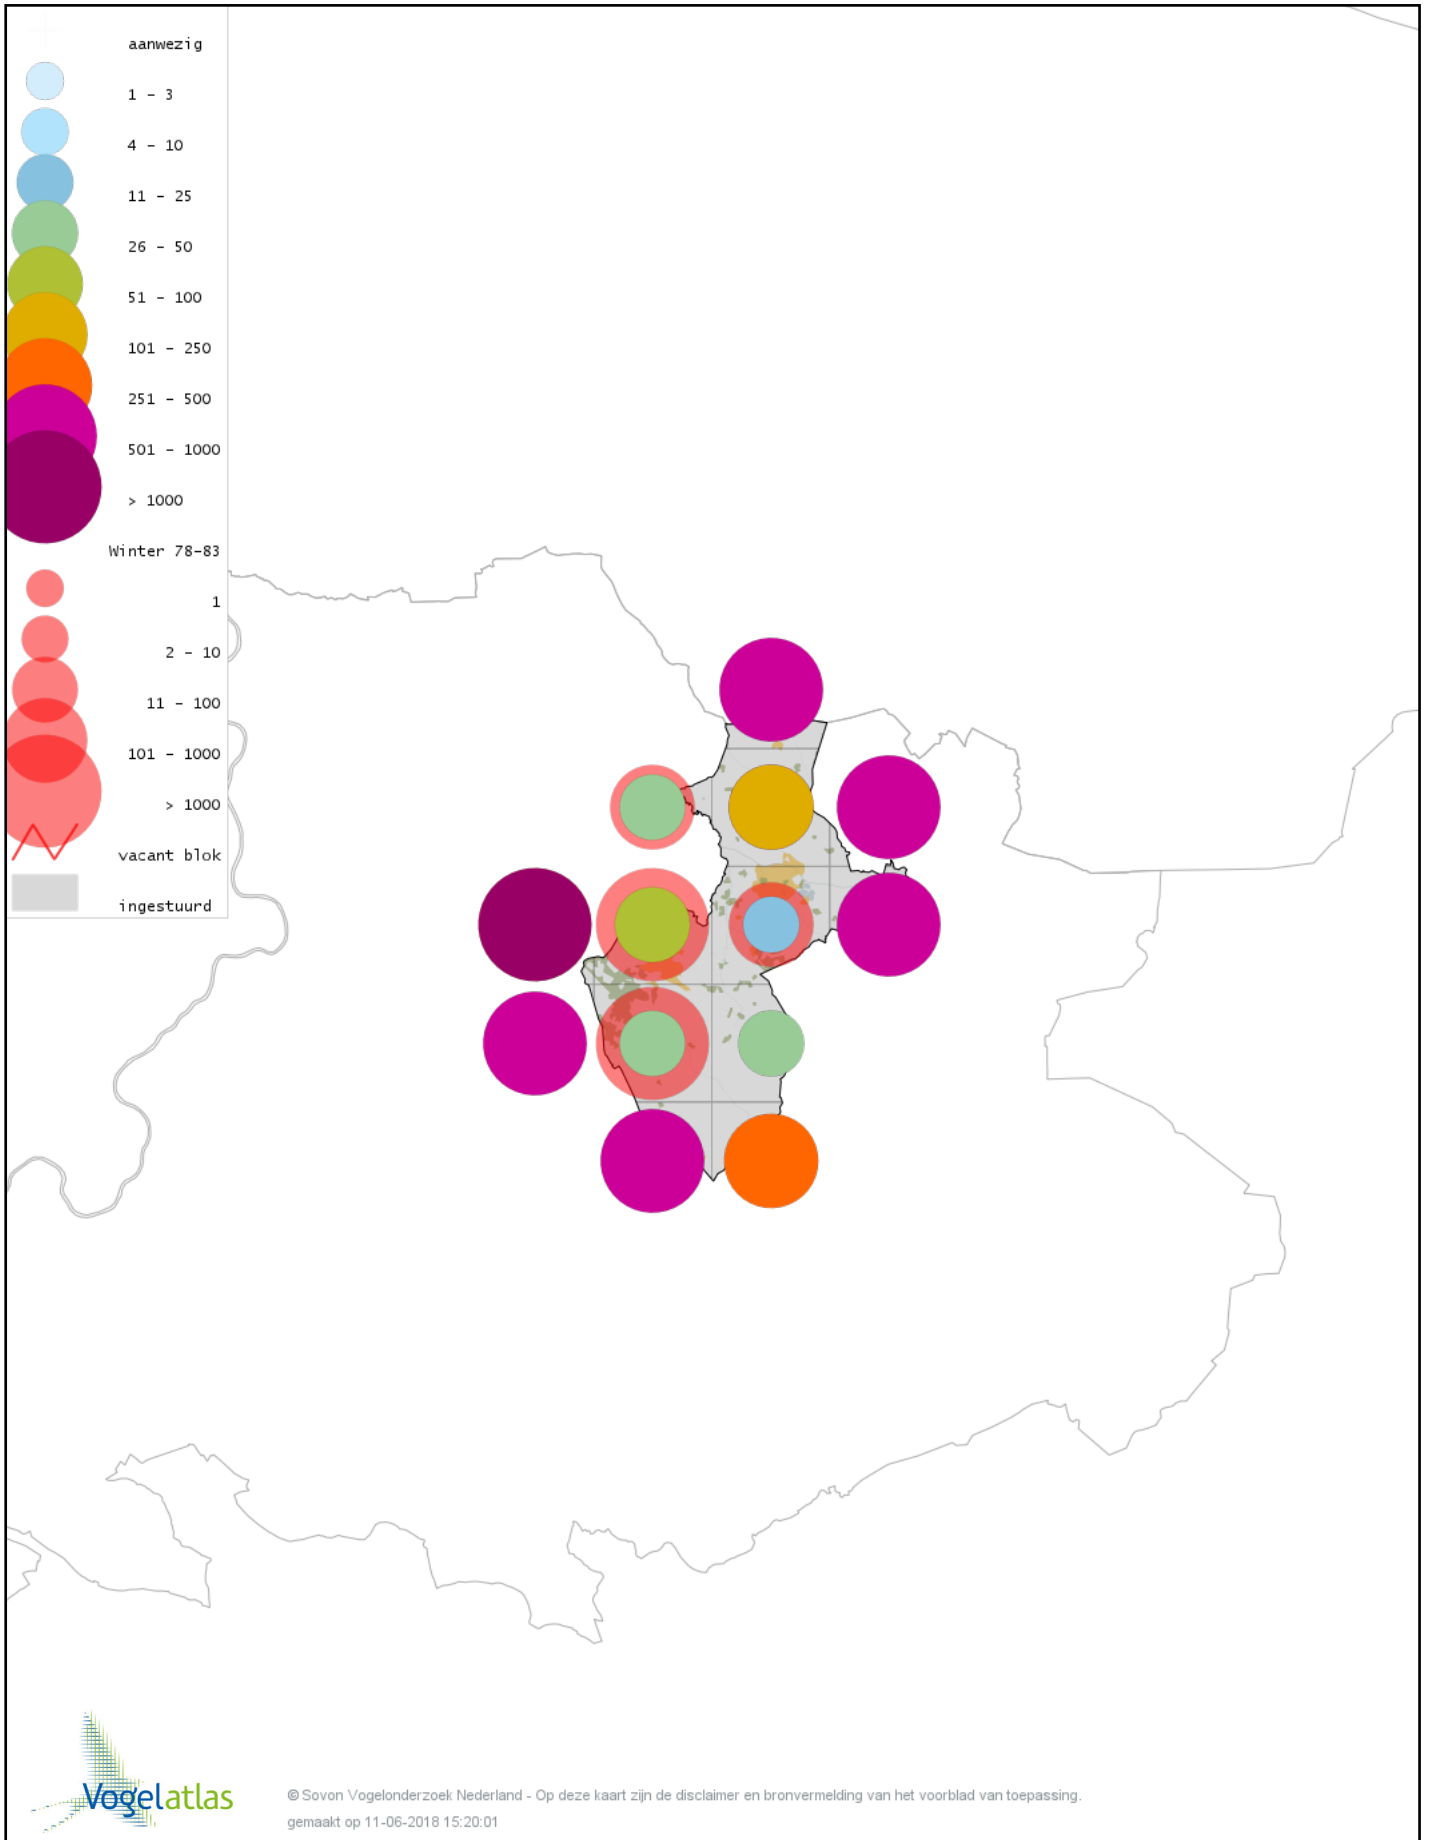 aanwezig
1 - 3
4 - 10
11 - 25
26 - 50
51 - 100
101 - 250
251 - 500
501 - 1000
> 1000
Winter 78-83
1
2 - 10
11 - 100
101 - 1000
> 1000
vacant blok
ingestuurd
Vogelatlas
© Sovon Vogelonderzoek Nederland - Op deze kaart zijn de disclaimer en bronvermelding van het voorblad van toepassing.
gemaakt op 11-06-2018 15:20:01